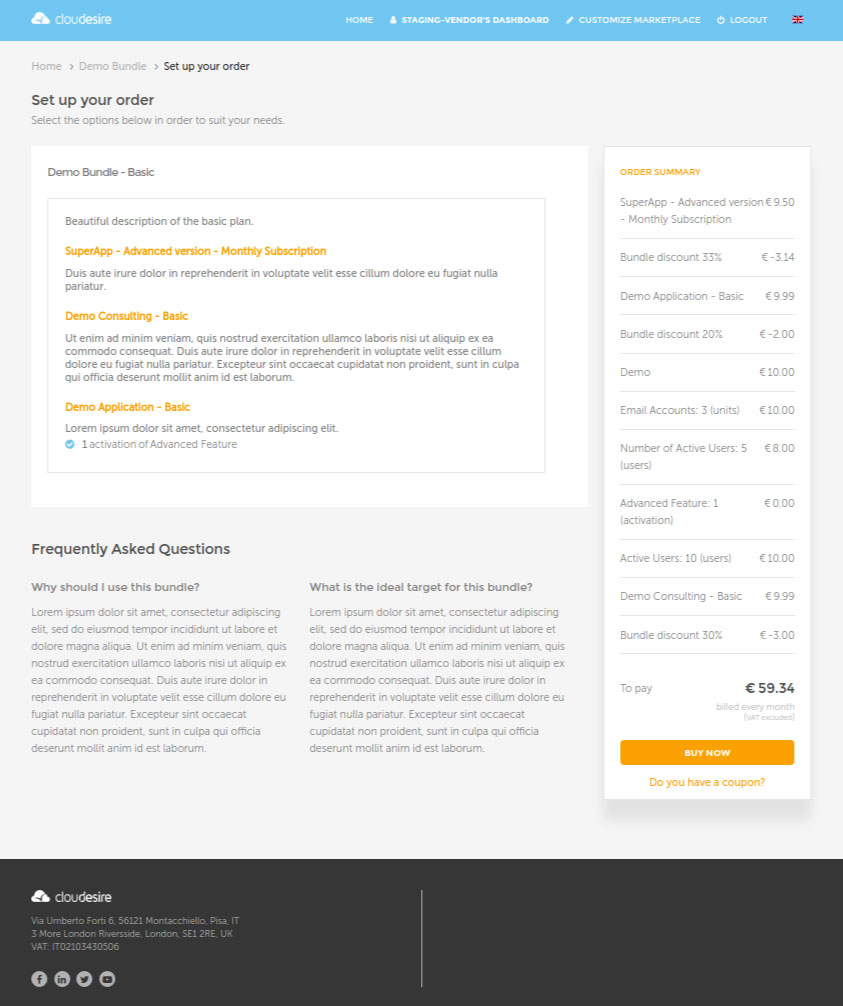 cloudesire
HOME STAGING-VENDOR'S DASHBOARD CUSTOMIZE MARKETPLACE LOGOUT
Home > Demo Bundle > Set up your order
Set up your order
Select the options below in order to suit your needs.
Demo Bundle - Basic
Beautiful description of the basic plan.
SuperApp - Advanced version - Monthly Subscription
Duis aute irure dolor in reprehenderit in voluptate velit esse cillum dolore eu fugiat nulla
pariatur.
Demo Consulting - Basic
Ut enim ad minim veniam, quis nostrud exercitation ullamco laboris nisi ut aliquip ex ea
commodo consequat. Duis aute irure dolor in reprehenderit in voluptate velit esse cillum
dolore eu fugiat nulla pariatur. Excepteur sint occaecat cupidatat non proident, sunt in culpa
qui officia deserunt mollit anim id est laborum.
Demo Application - Basic
Lorem ipsum dolor sit amet, consectetur adipiscing elit.
1 activation of Advanced Feature
Frequently Asked Questions
Why should I use this bundle?
Lorem ipsum dolor sit amet, consectetur adipiscing
elit, sed do eiusmod tempor incididunt ut labore et
dolore magna aliqua. Ut enim ad minim veniam, quis
nostrud exercitation ullamco laboris nisi ut aliquip ex
ea commodo consequat. Duis aute irure dolor in
reprehenderit in voluptate velit esse cillum dolore eu
fugiat nulla pariatur. Excepteur sint occaecat
cupidatat non proident, sunt in culpa qui officia
deserunt mollit anim id est laborum.
What is the ideal target for this bundle?
Lorem ipsum dolor sit amet, consectetur adipiscing
elit, sed do eiusmod tempor incididunt ut labore et
dolore magna aliqua. Ut enim ad minim veniam, quis
nostrud exercitation ullamco laboris nisi ut aliquip ex
ea commodo consequat. Duis aute irure dolor in
reprehenderit in voluptate velit esse cillum dolore eu
fugiat nulla pariatur. Excepteur sint occaecat
cupidatat non proident, sunt in culpa qui officia
deserunt mollit anim id est laborum.
ORDER SUMMARY
SuperApp - Advanced version € 9.50
- Monthly Subscription
Bundle discount 33% € -3.14
Demo Application - Basic € 9.99
Bundle discount 20% € -2.00
Demo € 10.00
Email Accounts: 3 (units) € 10.00
Number of Active Users: 5 € 8.00
(users)
Advanced Feature: 1 € 0.00
(activation)
Active Users: 10 (users) € 10.00
Demo Consulting - Basic € 9.99
Bundle discount 30% € -3.00
To pay € 59.34
billed every month
(VAT excluded)
BUY NOW
Do you have a coupon?
cloudesire
Via Umberto Forti 6, 56121 Montacchiello, Pisa, IT
3 More London Riversside, London, SE1 2RE, UK
VAT: IT02103430506